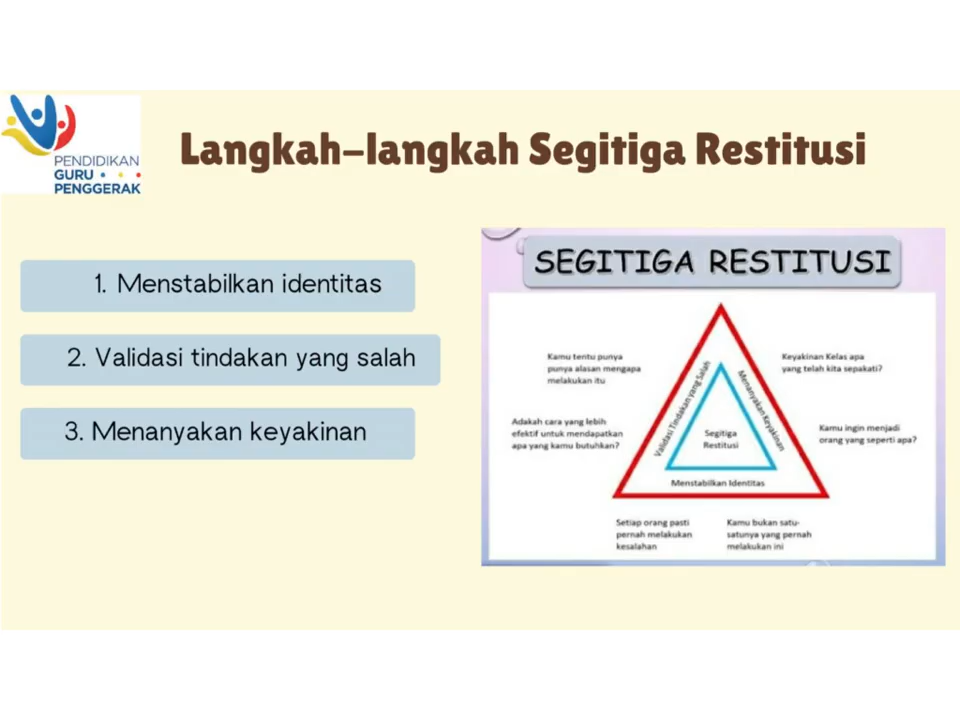 PENDIDIKAN
GURU
PENGGERAK
Langkah-langkah Segitiga Restitusi
1. Menstabilkan identitas
2. Validasi tindakan yang salah
3. Menanyakan keyakinan
SEGITIGA RESTITUSI
Kamu tentu punya
punya alasan mengapa
melakukan itu
Keyakinan Kelas apa
yang telah kita sepakati?
Adakah cara yang lebih
efektif untuk mendapatkan
apa yang kamu butuhkan?
Validasi Tindakan yang Salah
Menanyakan Keyakinan
Kamu ingin menjadi
orang yang seperti apa?
Segitiga
Restitusi
Menstabilkan Identitas
Setiap orang pasti
pernah melakukan
kesalahan
Kamu bukan satu-
satunya yang pernah
melakukan ini